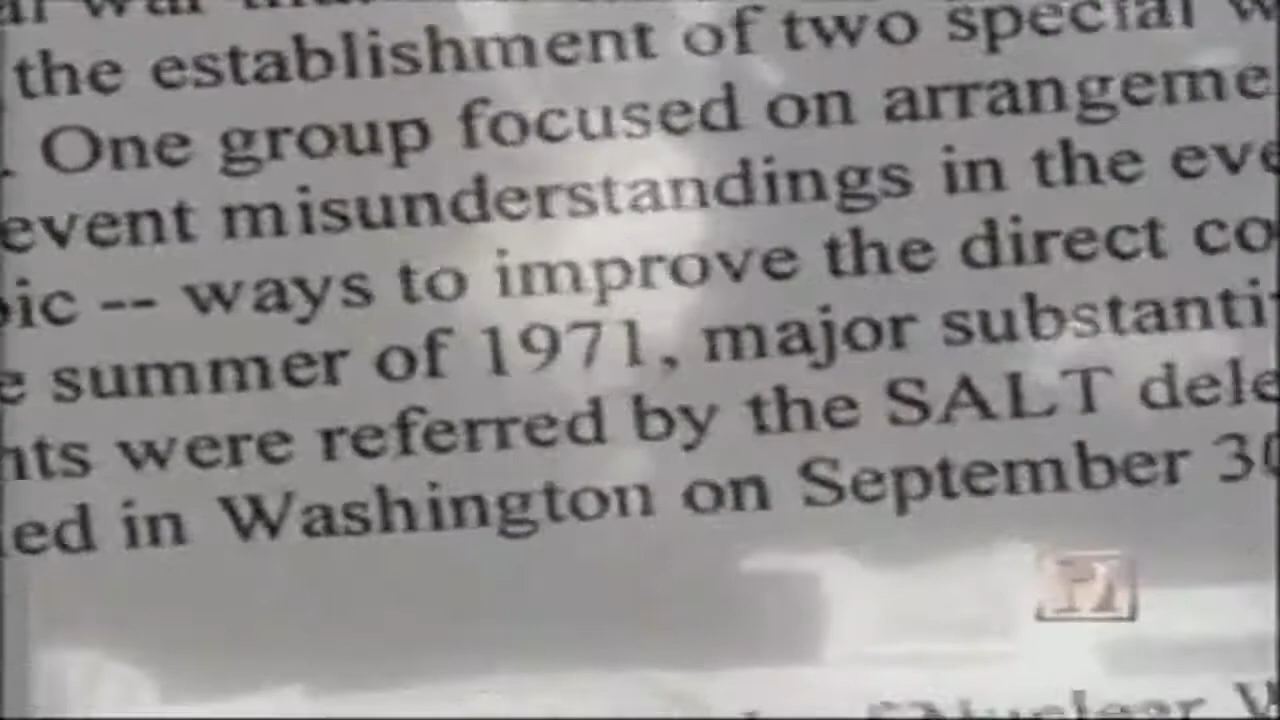 the establishment of two special w
. One group focused on arrangeme
event misunderstandings in the eve
ic -- ways to improve the direct co
e summer of 1971, major substanti
nts were referred by the SALT dele
ed in Washington on September 30
Nuclear W
H